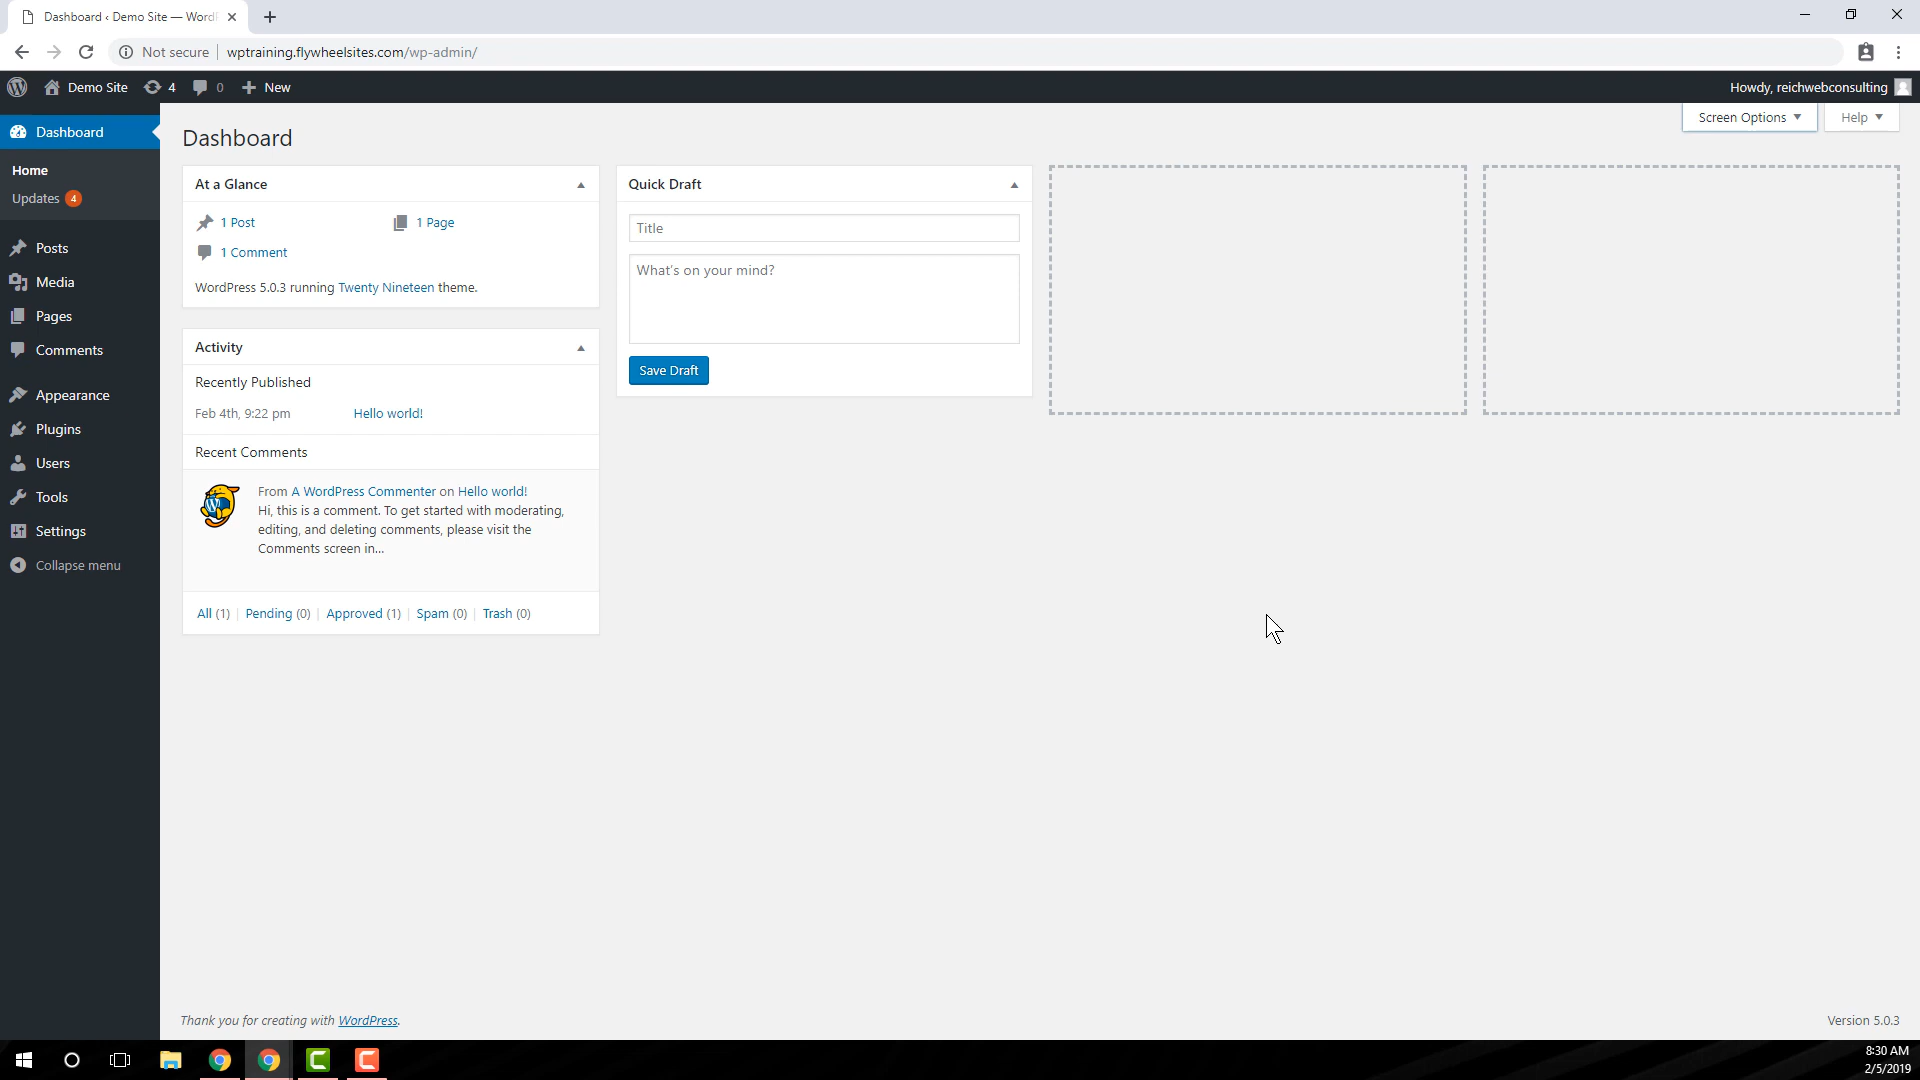 Dashboard ‹ Demo Site — WordP
Not secure
wptraining.flywheelsites.com/wp-admin/
Demo Site
4
0
New
Howdy, reichwebconsulting
Dashboard
Home
Updates 4
Posts
Media
Pages
Comments
Appearance
Plugins
Users
Tools
Settings
Collapse menu
Screen Options
Help
Dashboard
At a Glance
1 Post
1 Page
1 Comment
WordPress 5.0.3 running Twenty Nineteen theme.
Activity
Recently Published
Feb 4th, 9:22 pm
Hello world!
Recent Comments
From A WordPress Commenter on Hello world!
Hi, this is a comment. To get started with moderating,
editing, and deleting comments, please visit the
Comments screen in…
All (1) | Pending (0) | Approved (1) | Spam (0) | Trash (0)
Quick Draft
Title
What's on your mind?
Save Draft
Thank you for creating with WordPress.
Version 5.0.3
8:30 AM
2/5/2019